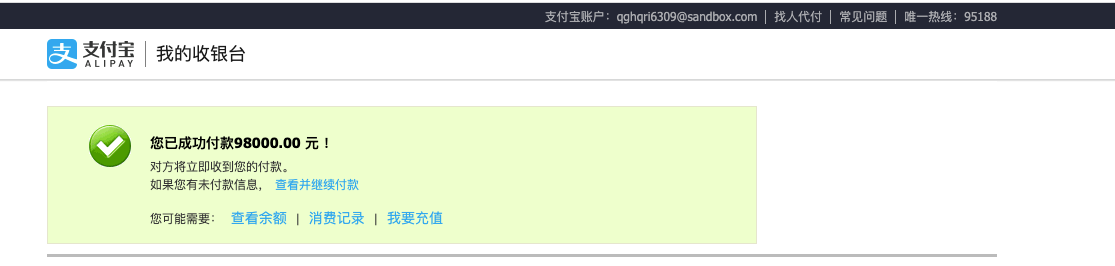 支付宝账户：qghqri6309@sandbox.com | 找人代付 | 常见问题 | 唯一热线：95188
支 支付宝 ALIPAY | 我的收银台
您已成功付款98000.00 元！
对方将立即收到您的付款。
如果您有未付款信息， 查看并继续付款
您可能需要： 查看余额 | 消费记录 | 我要充值